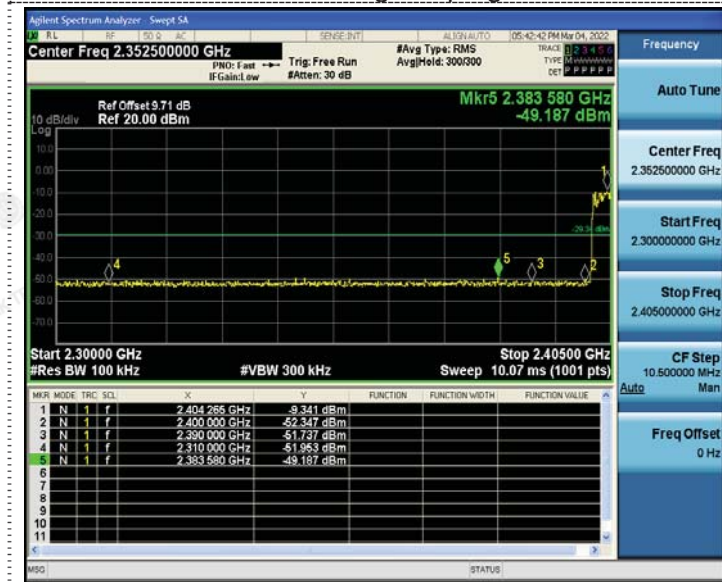 Agilent Spectrum Analyzer - Swept SA
RL RF 50 Ω AC SENSE:INT ALIGNAUTO 05:42:42 PM Mar 04, 2022
Center Freq 2.352500000 GHz
PNO: Fast
IFGain:Low
Trig: Free Run
#Atten: 30 dB
#Avg Type: RMS
Avg|Hold: 300/300
TRACE 1 2 3 4 5 6
TYPE
DET P P P P P P
Mkr5 2.383 580 GHz
-49.187 dBm
Ref Offset 9.71 dB
Ref 20.00 dBm
10 dB/div
Log
10.0
0.00
-10.0
-20.0
-30.0
-40.0
-50.0
-60.0
-70.0
1
4
5
3
2
Start 2.30000 GHz
Stop 2.40500 GHz
#Res BW 100 kHz
#VBW 300 kHz
Sweep 10.07 ms (1001 pts)
MKR MODE TRC SCL X Y FUNCTION FUNCTION WIDTH FUNCTION VALUE
1 N 1 f 2.404 265 GHz -9.341 dBm
2 N 1 f 2.400 000 GHz -52.347 dBm
3 N 1 f 2.390 000 GHz -51.737 dBm
4 N 1 f 2.310 000 GHz -51.953 dBm
5 N 1 f 2.383 580 GHz -49.187 dBm
6
7
8
9
10
11
MSG
STATUS
Frequency
Auto Tune
Center Freq
2.352500000 GHz
Start Freq
2.300000000 GHz
Stop Freq
2.405000000 GHz
CF Step
10.500000 MHz
Auto Man
Freq Offset
0 Hz